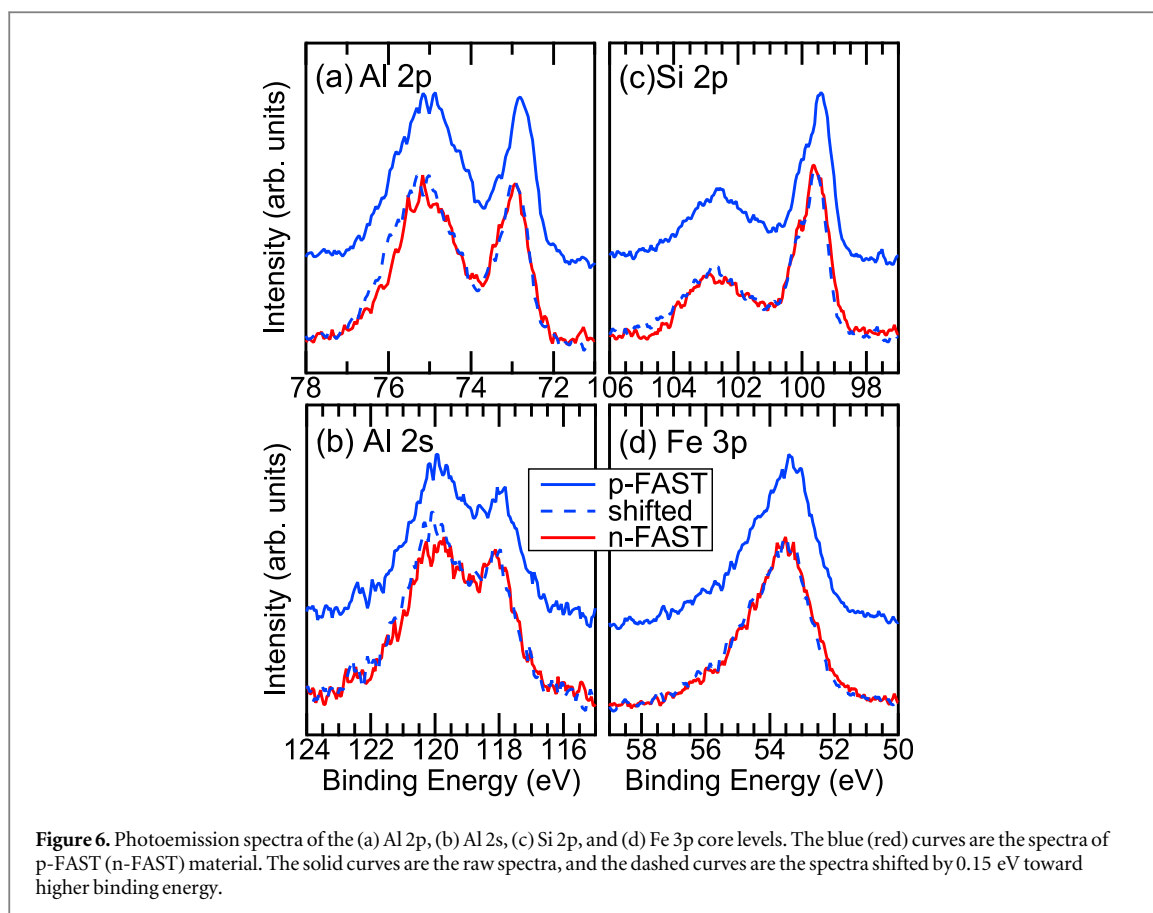 (a) Al 2p
(c)Si 2p
Intensity (arb. units)
78 76 74 72
106 104 102 100 98
(b) Al 2s
(d) Fe 3p
Intensity (arb. units)
p-FAST
shifted
n-FAST
124 122 120 118 116
58 56 54 52 50
Binding Energy (eV)
Binding Energy (eV)
Figure 6. Photoemission spectra of the (a) Al 2p, (b) Al 2s, (c) Si 2p, and (d) Fe 3p core levels. The blue (red) curves are the spectra of
p-FAST (n-FAST) material. The solid curves are the raw spectra, and the dashed curves are the spectra shifted by 0.15 eV toward
higher binding energy.